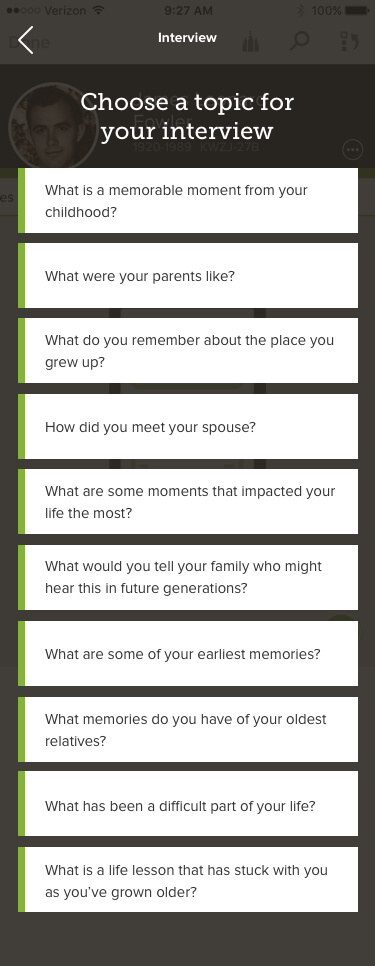 Verizon 9:27 AM 100%
Done
Interview
Choose a topic for
your interview
Fowler
1920-1989 KWZJ-27B
es
What is a memorable moment from your
childhood?
What were your parents like?
What do you remember about the place you
grew up?
How did you meet your spouse?
What are some moments that impacted your
life the most?
What would you tell your family who might
hear this in future generations?
What are some of your earliest memories?
What memories do you have of your oldest
relatives?
What has been a difficult part of your life?
What is a life lesson that has stuck with you
as you’ve grown older?